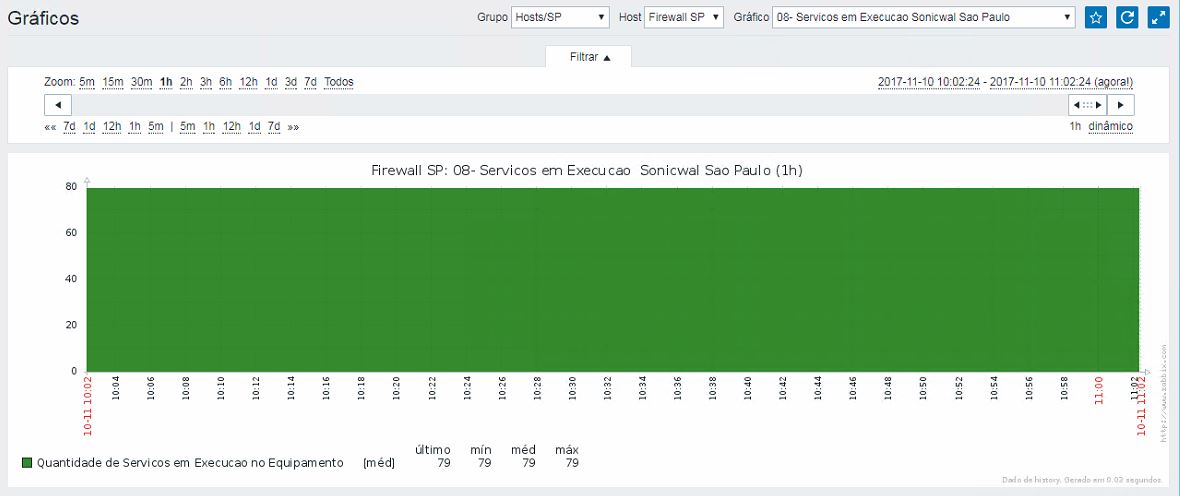 Gráficos
Grupo Hosts/SP Host Firewall SP Gráfico 08- Servicos em Execucao Sonicwal Sao Paulo
Filtrar
Zoom: 5m 15m 30m 1h 2h 3h 6h 12h 1d 3d 7d Todos 2017-11-10 10:02:24 - 2017-11-10 11:02:24 (agora!)
«« 7d 1d 12h 1h 5m | 5m 1h 12h 1d 7d »» 1h dinâmico
Firewall SP: 08- Servicos em Execucao Sonicwal Sao Paulo (1h)
80
60
40
20
0
10-11 10:02 10:04 10:06 10:08 10:10 10:12 10:14 10:16 10:18 10:20 10:22 10:24 10:26 10:28 10:30 10:32 10:34 10:36 10:38 10:40 10:42 10:44 10:46 10:48 10:50 10:52 10:54 10:56 10:58 11:00 11:02 10-11 11:02
http://www.zabbix.com
último mín méd máx
Quantidade de Servicos em Execucao no Equipamento [méd] 79 79 79 79
Dado de history. Gerado em 0.03 segundos.